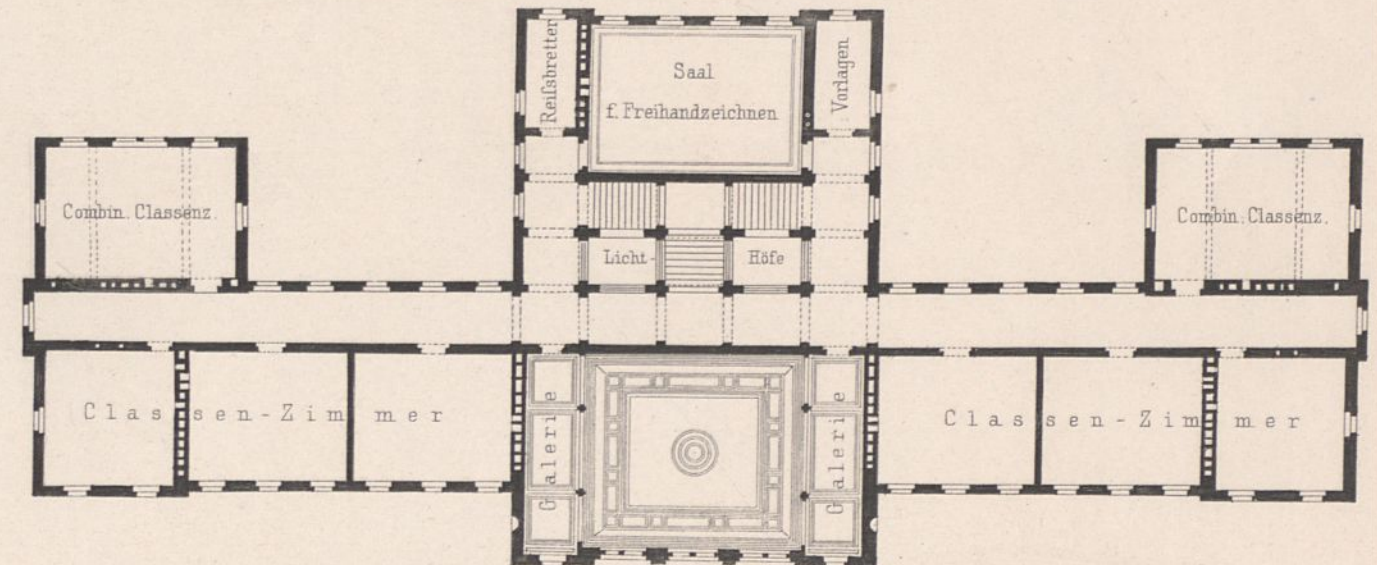 Reißbretter
Saal
f. Freihandzeichnen
Vorlagen
Combin. Classenz.
Combin. Classenz.
Licht-
Höfe
Classen-Zimmer
Galerie
Galerie
Classen-Zimmer